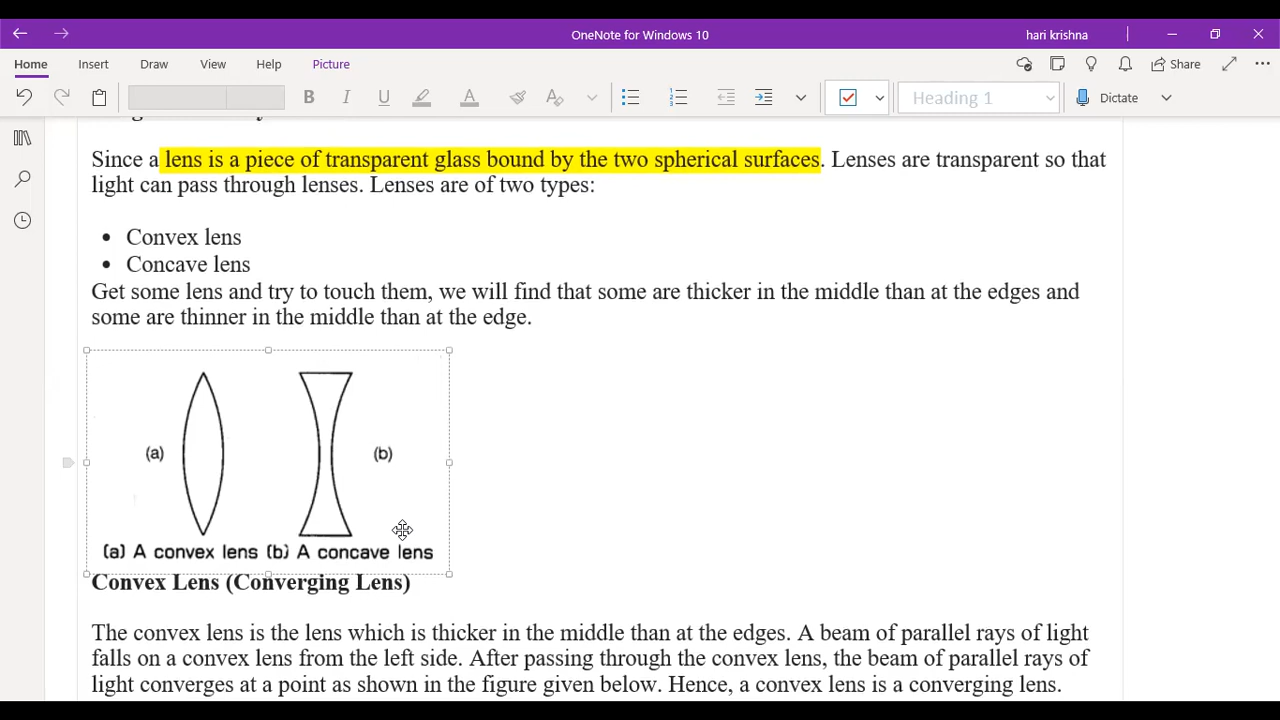 OneNote for Windows 10
hari krishna
Home Insert Draw View Help Picture
Share
B I U
Heading 1
Dictate
Since a lens is a piece of transparent glass bound by the two spherical surfaces. Lenses are transparent so that
light can pass through lenses. Lenses are of two types:
• Convex lens
• Concave lens
Get some lens and try to touch them, we will find that some are thicker in the middle than at the edges and
some are thinner in the middle than at the edge.
(a) (b)
(a) A convex lens (b) A concave lens
Convex Lens (Converging Lens)
The convex lens is the lens which is thicker in the middle than at the edges. A beam of parallel rays of light
falls on a convex lens from the left side. After passing through the convex lens, the beam of parallel rays of
light converges at a point as shown in the figure given below. Hence, a convex lens is a converging lens.